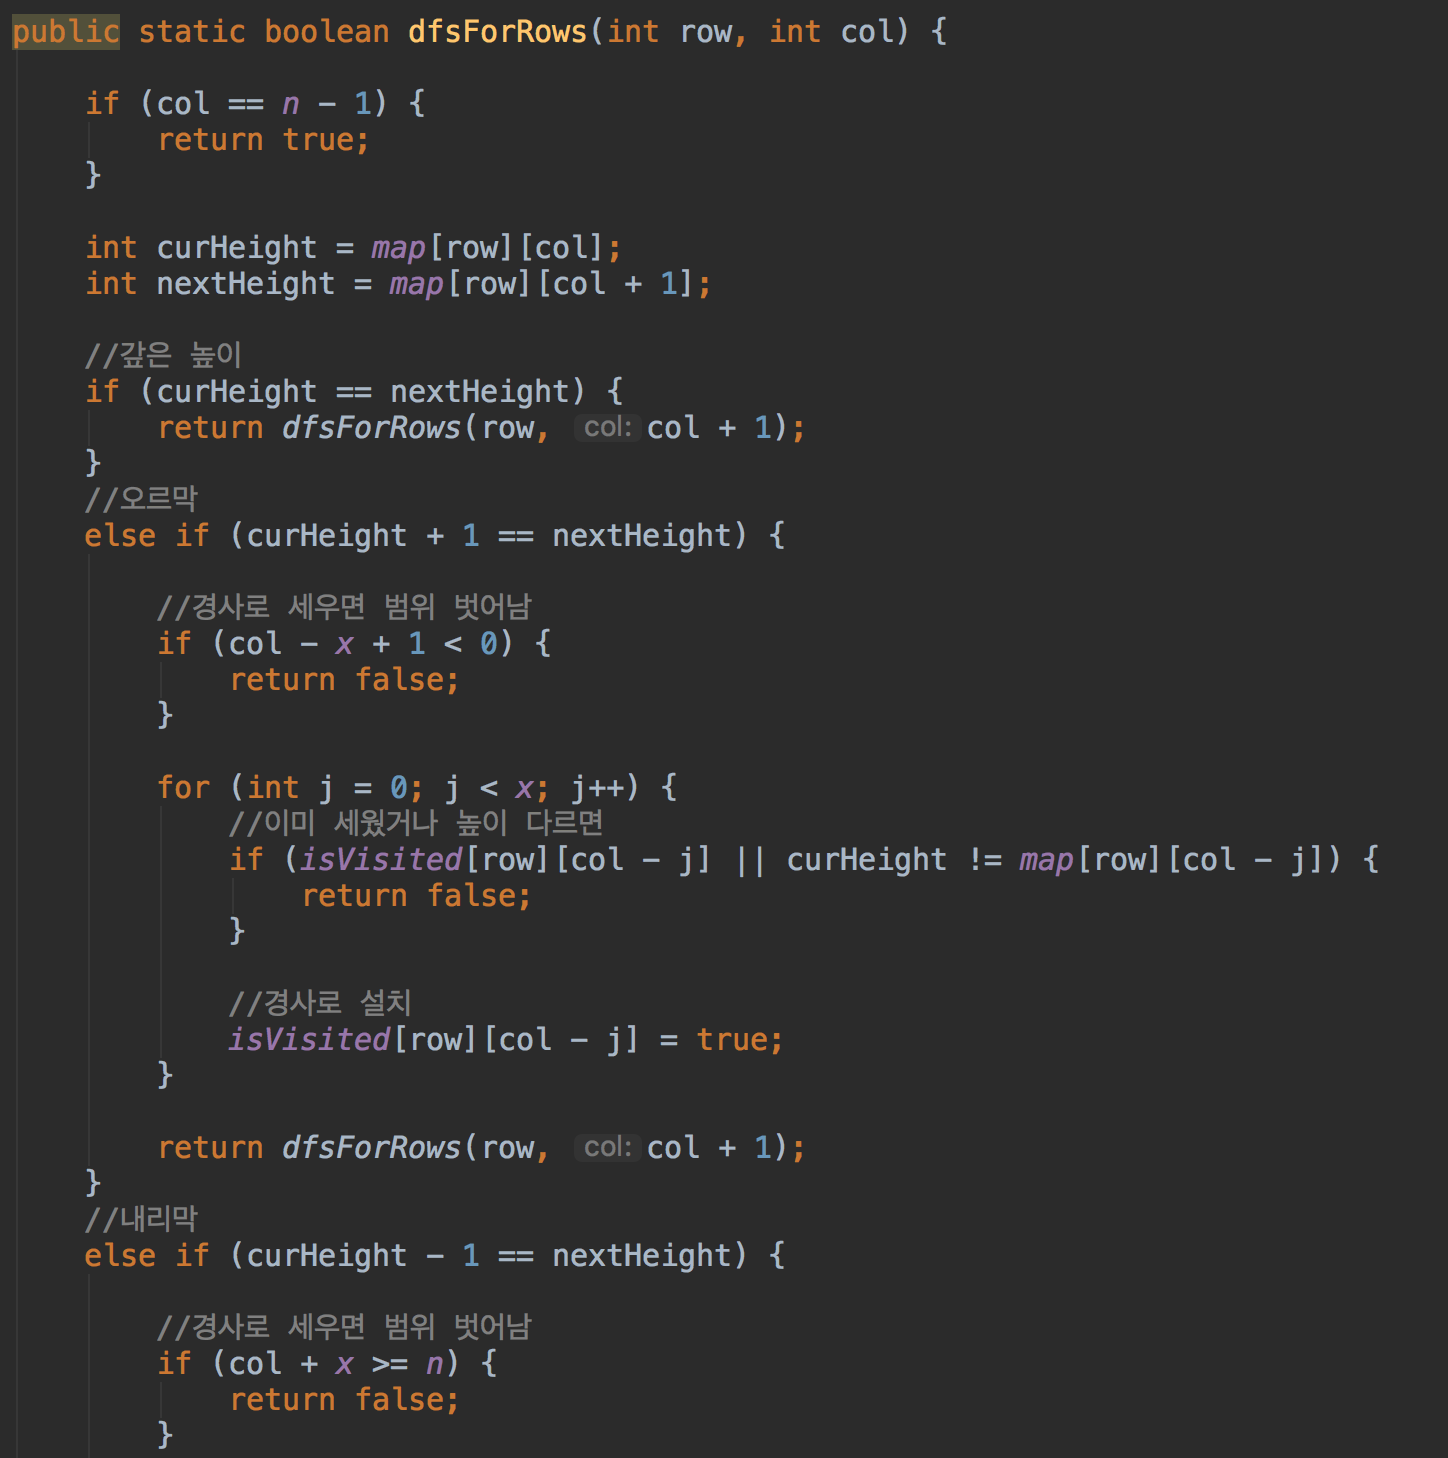 public static boolean dfsForRows(int row, int col) {
if (col == n - 1) {
return true;
}
int curHeight = map[row][col];
int nextHeight = map[row][col + 1];
//갚은 높이
if (curHeight == nextHeight) {
return dfsForRows(row, col: col + 1);
}
//오르막
else if (curHeight + 1 == nextHeight) {
//경사로 세우면 범위 벗어남
if (col - x + 1 < 0) {
return false;
}
for (int j = 0; j < x; j++) {
//이미 세웠거나 높이 다르면
if (isVisited[row][col - j] || curHeight != map[row][col - j]) {
return false;
}
//경사로 설치
isVisited[row][col - j] = true;
}
return dfsForRows(row, col: col + 1);
}
//내리막
else if (curHeight - 1 == nextHeight) {
//경사로 세우면 범위 벗어남
if (col + x >= n) {
return false;
}